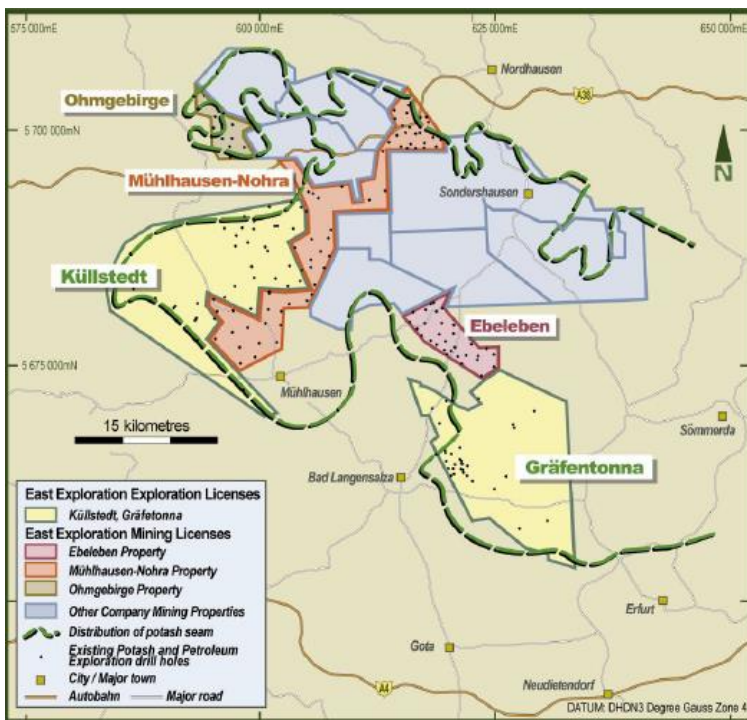 575 000mE
600 000mE
625 000mE
650 000mE
Nordhausen
Ohmgebirge
A38
5 700 000mN
Mühlhausen-Nohra
N
Sondershausen
Küllstedt
Ebeleben
5 675 000mN
Mühlhausen
15 kilometres
Sömmerda
Gräfentonna
Bad Langensalza
East Exploration Exploration Licenses
Küllstedt, Gräfetonna
East Exploration Mining Licenses
Ebeleben Property
Mühlhausen-Nohra Property
Ohmgebirge Property
Other Company Mining Properties
Distribution of potash seam
Existing Potash and Petroleum
Exploration drill holes
City / Major town
Autobahn
Major road
Erfurt
Gota
A4
Neudietendorf
DATUM: DHDN3 Degree Gauss Zone 4